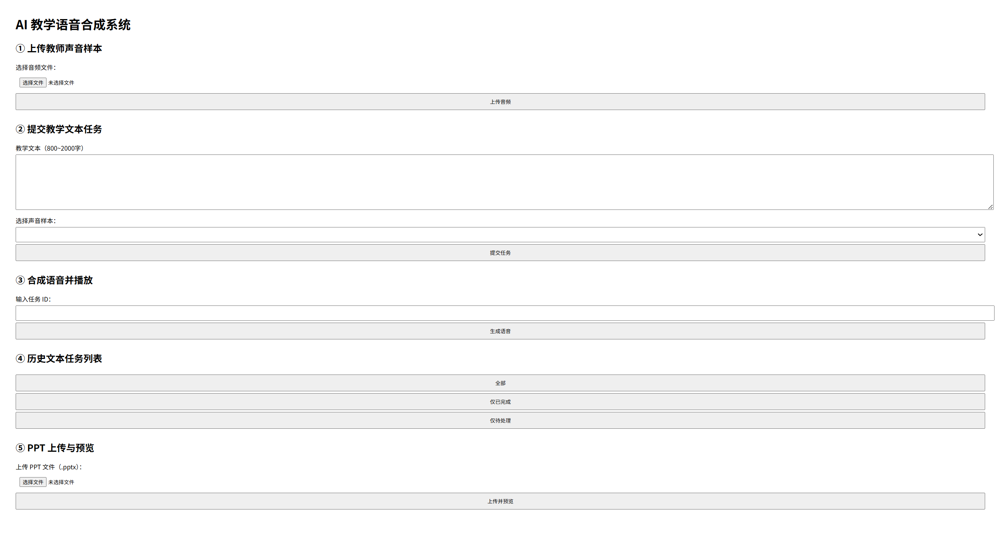 AI 教学语音合成系统
① 上传教师声音样本
选择音频文件：
选择文件 未选择文件
上传音频
② 提交教学文本任务
教学文本（800~2000字）
选择声音样本：
提交任务
③ 合成语音并播放
输入任务 ID：
生成语音
④ 历史文本任务列表
全部
仅已完成
仅待处理
⑤ PPT 上传与预览
上传 PPT 文件（.pptx）：
选择文件 未选择文件
上传并预览